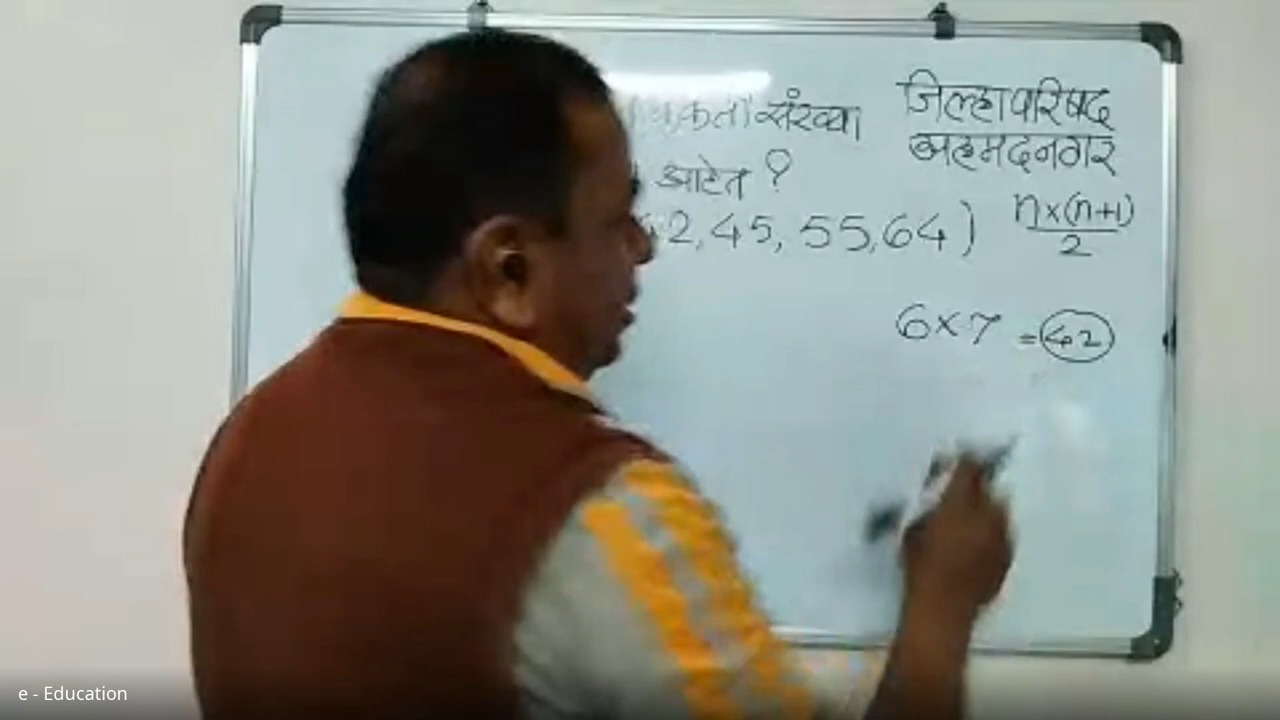 संख्या
आहेत ?
2, 45, 55, 64 )
जिल्हा परिषद
अहमदनगर
n×(n+1)
2
6×7 = 42
e - Education